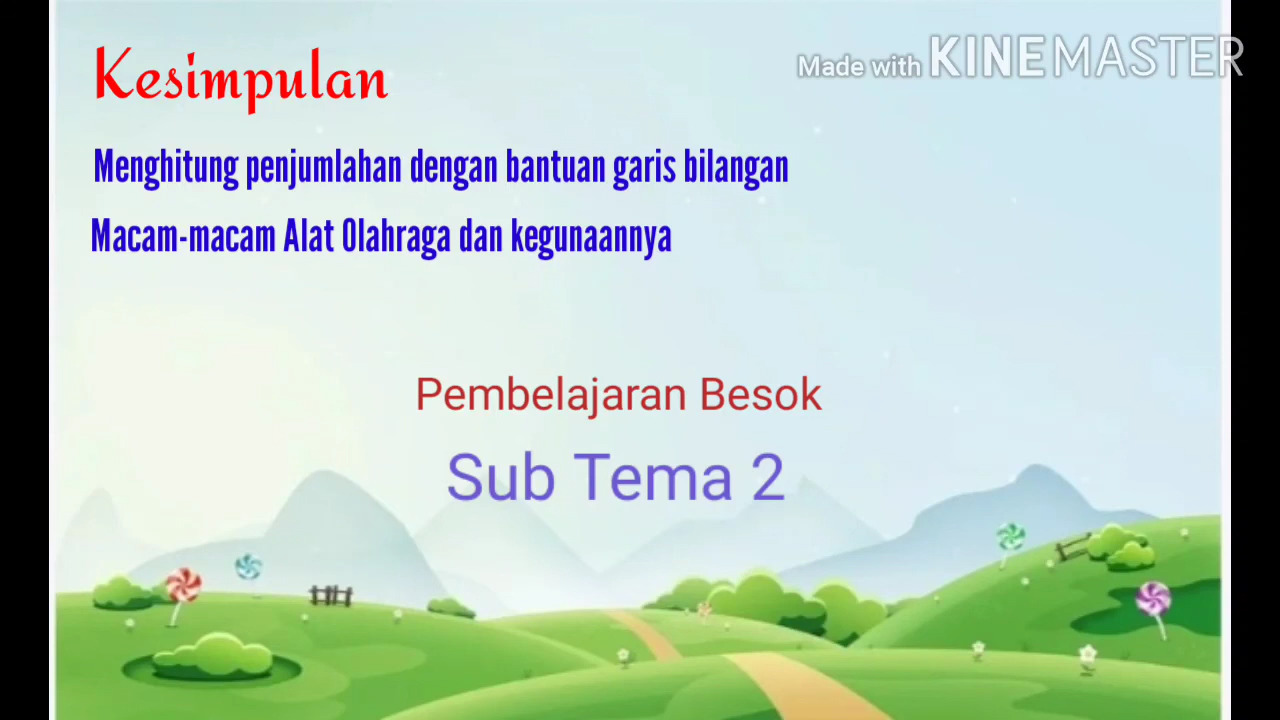 Kesimpulan
Made with KINEMASTER
Menghitung penjumlahan dengan bantuan garis bilangan
Macam-macam Alat Olahraga dan kegunaannya
Pembelajaran Besok
Sub Tema 2